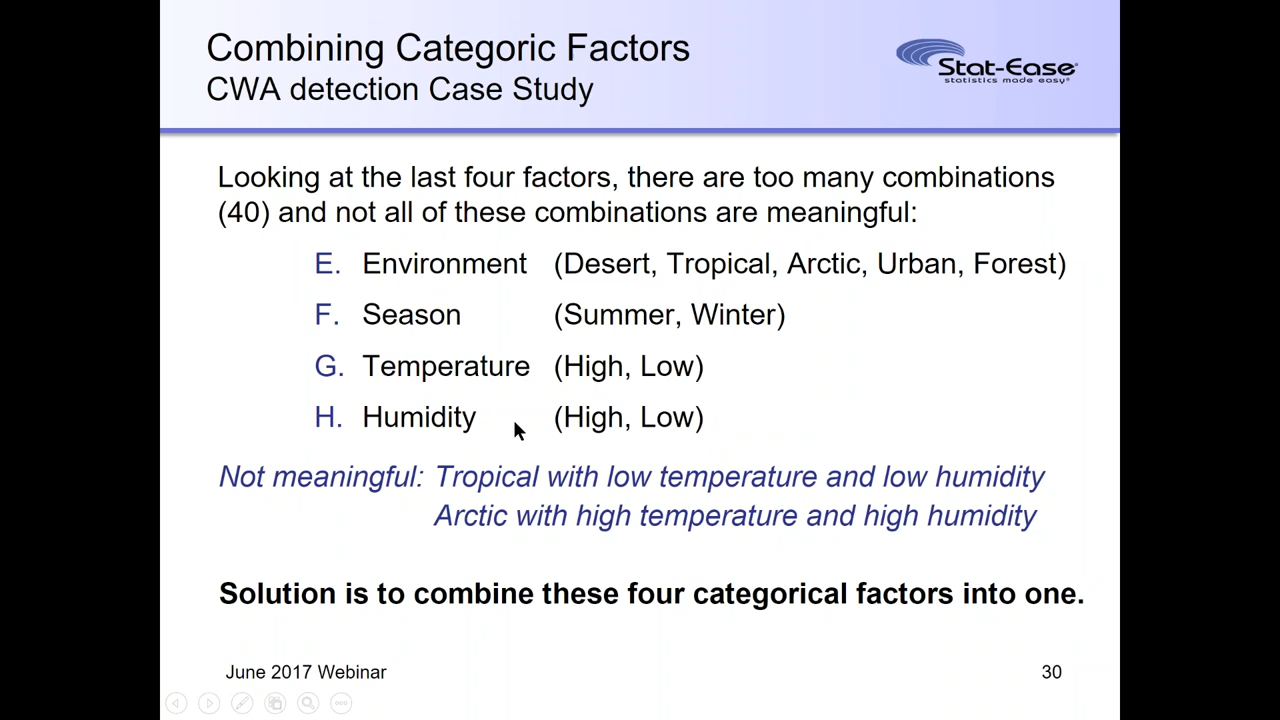 Combining Categoric Factors
CWA detection Case Study
Stat-Ease
statistics made easy
Looking at the last four factors, there are too many combinations
(40) and not all of these combinations are meaningful:
E. Environment (Desert, Tropical, Arctic, Urban, Forest)
F. Season (Summer, Winter)
G. Temperature (High, Low)
H. Humidity (High, Low)
Not meaningful: Tropical with low temperature and low humidity
Arctic with high temperature and high humidity
Solution is to combine these four categorical factors into one.
June 2017 Webinar 30